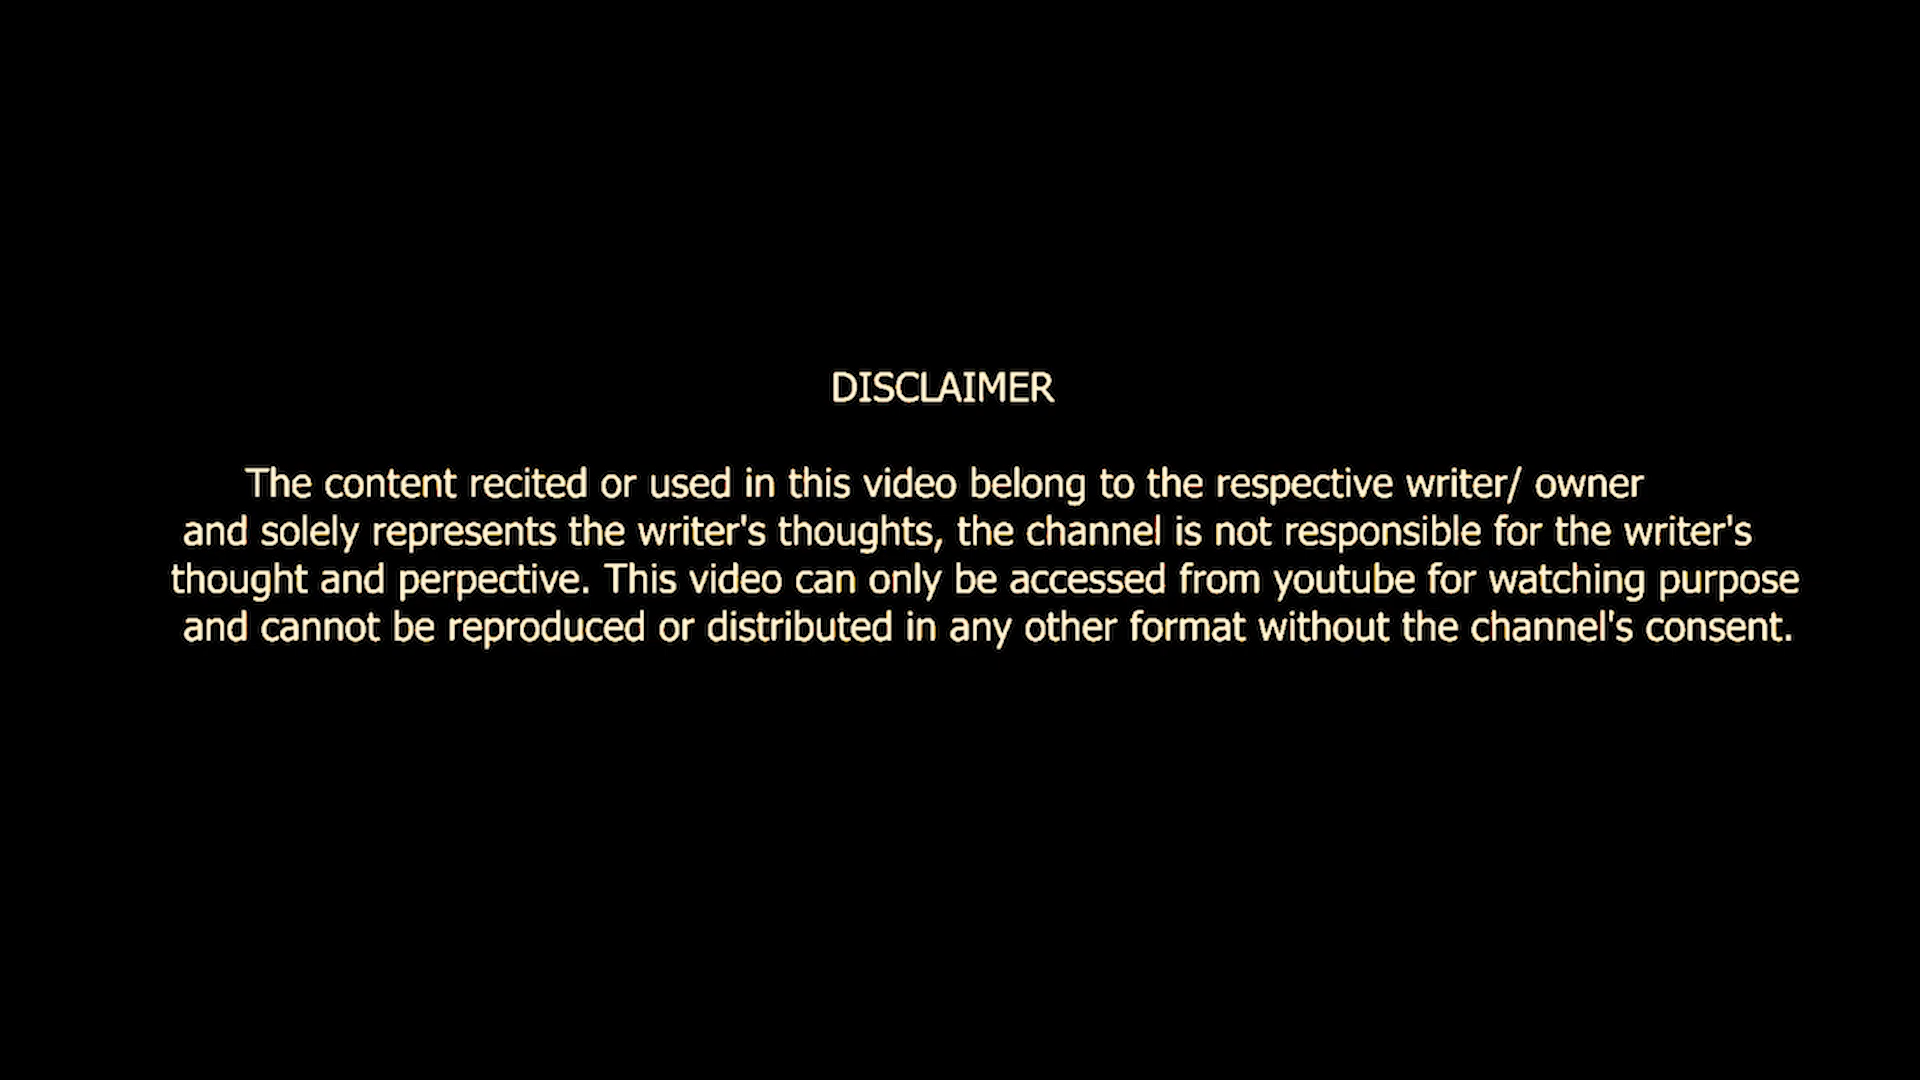 DISCLAIMER
The content recited or used in this video belong to the respective writer/ owner
and solely represents the writer's thoughts, the channel is not responsible for the writer's
thought and perpective. This video can only be accessed from youtube for watching purpose
and cannot be reproduced or distributed in any other format without the channel's consent.